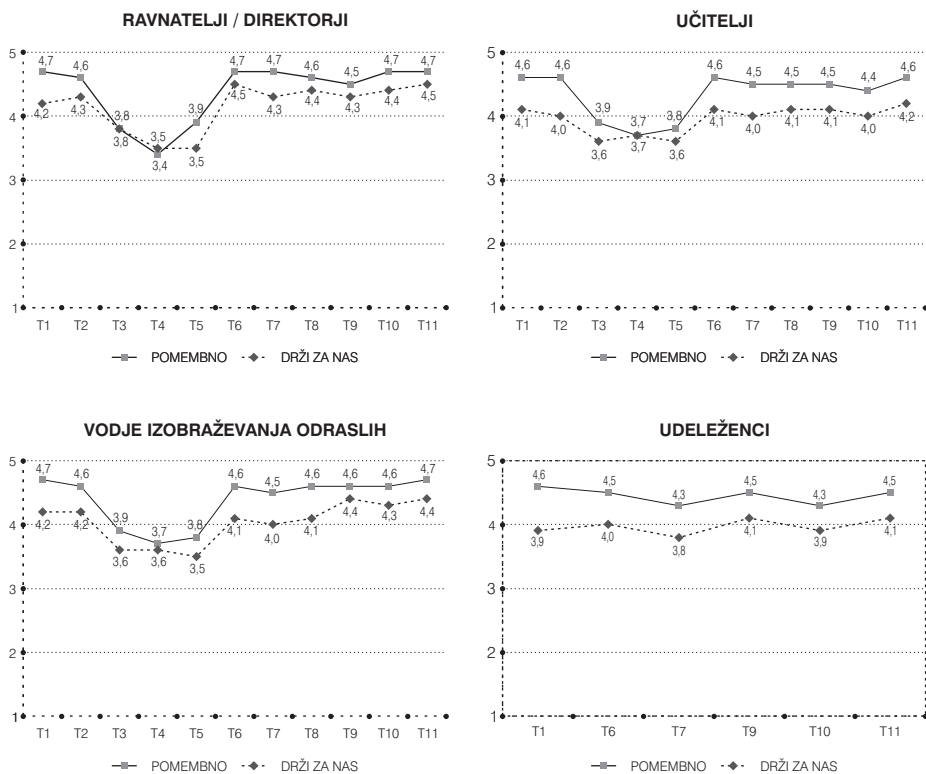 RAVNATELJI / DIREKTORJI
5
4
3
2
1
4,7 4,6 3,8 3,5 3,9 4,7 4,7 4,6 4,5 4,7 4,7
4,2 4,3 3,8 3,4 3,5 4,5 4,3 4,4 4,3 4,4 4,5
T1 T2 T3 T4 T5 T6 T7 T8 T9 T10 T11
POMEMBNO DRŽI ZA NAS
UČITELJI
5
4
3
2
1
4,6 4,6 3,9 3,7 3,8 4,6 4,5 4,5 4,5 4,4 4,6
4,1 4,0 3,6 3,7 3,6 4,1 4,0 4,1 4,1 4,0 4,2
T1 T2 T3 T4 T5 T6 T7 T8 T9 T10 T11
POMEMBNO DRŽI ZA NAS
VODJE IZOBRAŽEVANJA ODRASLIH
5
4
3
2
1
4,7 4,6 3,9 3,7 3,8 4,6 4,5 4,6 4,6 4,6 4,7
4,2 4,2 3,6 3,6 3,5 4,1 4,0 4,1 4,4 4,3 4,4
T1 T2 T3 T4 T5 T6 T7 T8 T9 T10 T11
POMEMBNO DRŽI ZA NAS
UDELEŽENCI
5
4
3
2
1
4,6 4,5 4,3 4,5 4,3 4,5
3,9 4,0 3,8 4,1 3,9 4,1
T1 T6 T7 T9 T10 T11
POMEMBNO DRŽI ZA NAS